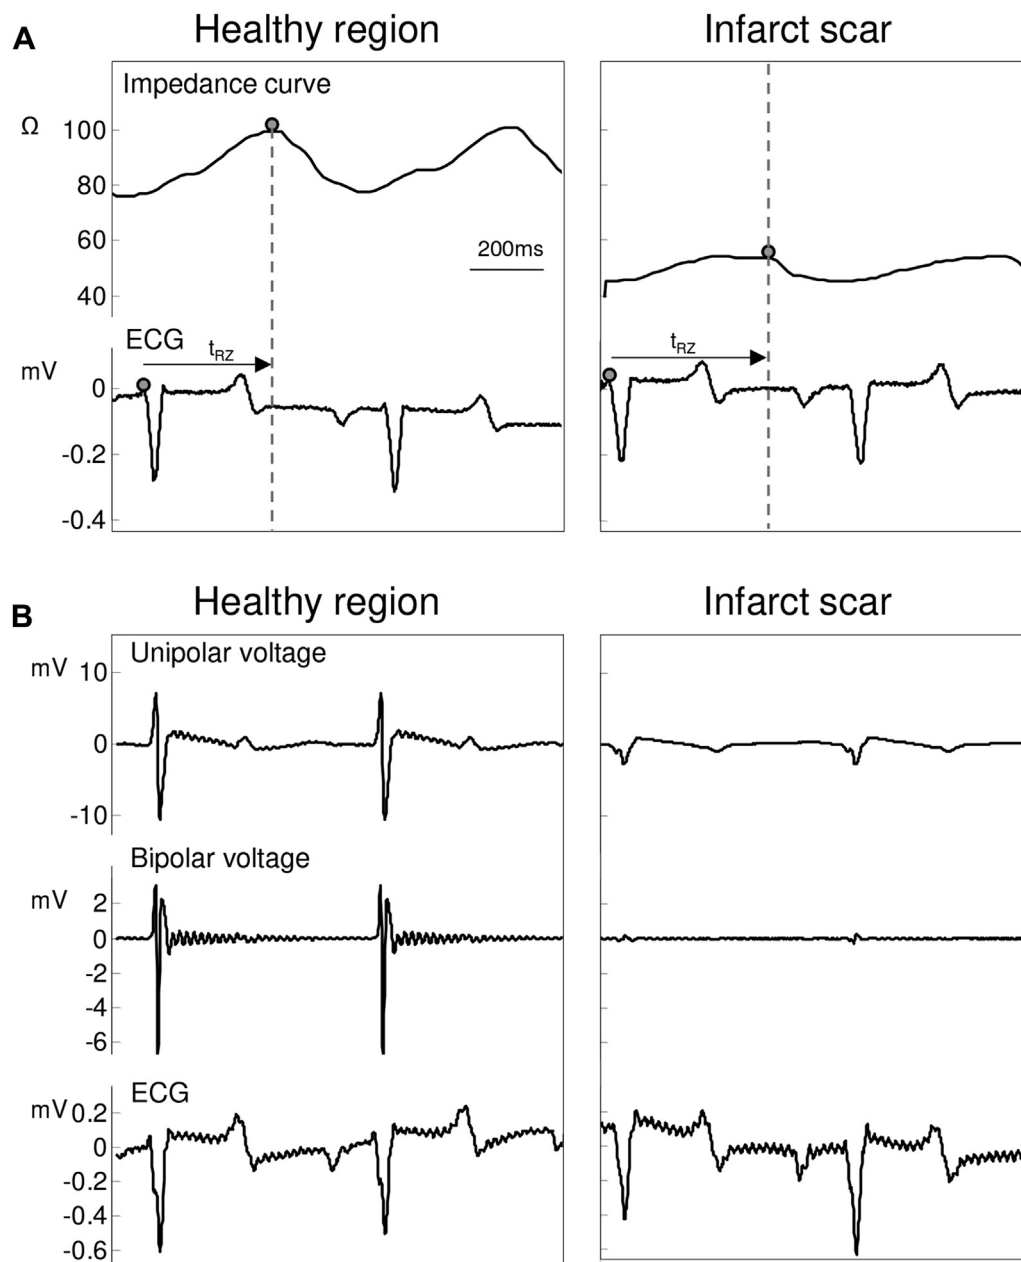 A
Healthy region
Infarct scar
Impedance curve
Ω
100
80
60
40
200ms
ECG
tRZ
tRZ
mV
0
-0.2
-0.4
B
Healthy region
Infarct scar
Unipolar voltage
mV 10
0
-10
Bipolar voltage
mV 2
0
-2
-4
-6
ECG
mV 0.2
0
-0.2
-0.4
-0.6